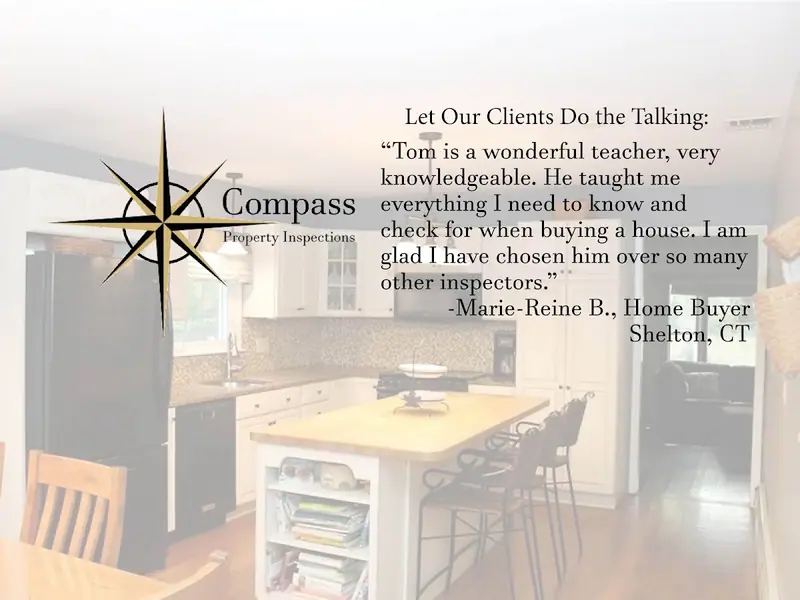 Compass
Property Inspections
Let Our Clients Do the Talking:
“Tom is a wonderful teacher, very
knowledgeable. He taught me
everything I need to know and
check for when buying a house. I am
glad I have chosen him over so many
other inspectors.”
-Marie-Reine B., Home Buyer
Shelton, CT